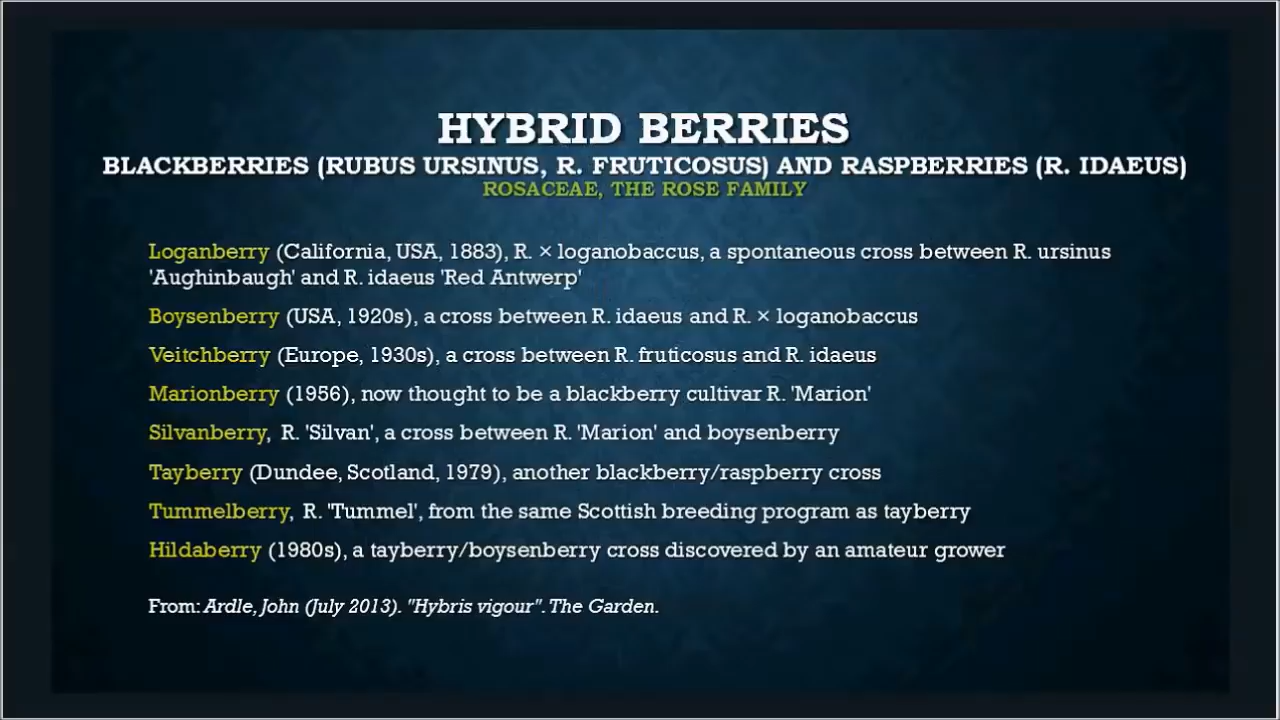 HYBRID BERRIES
BLACKBERRIES (RUBUS URSINUS, R. FRUTICOSUS) AND RASPBERRIES (R. IDAEUS)
ROSACEAE, THE ROSE FAMILY
Loganberry (California, USA, 1883), R. × loganobaccus, a spontaneous cross between R. ursinus
'Aughinbaugh' and R. idaeus 'Red Antwerp'
Boysenberry (USA, 1920s), a cross between R. idaeus and R. × loganobaccus
Veitchberry (Europe, 1930s), a cross between R. fruticosus and R. idaeus
Marionberry (1956), now thought to be a blackberry cultivar R. 'Marion'
Silvanberry, R. 'Silvan', a cross between R. 'Marion' and boysenberry
Tayberry (Dundee, Scotland, 1979), another blackberry/raspberry cross
Tummelberry, R. 'Tummel', from the same Scottish breeding program as tayberry
Hildaberry (1980s), a tayberry/boysenberry cross discovered by an amateur grower
From: Ardle, John (July 2013). "Hybris vigour". The Garden.